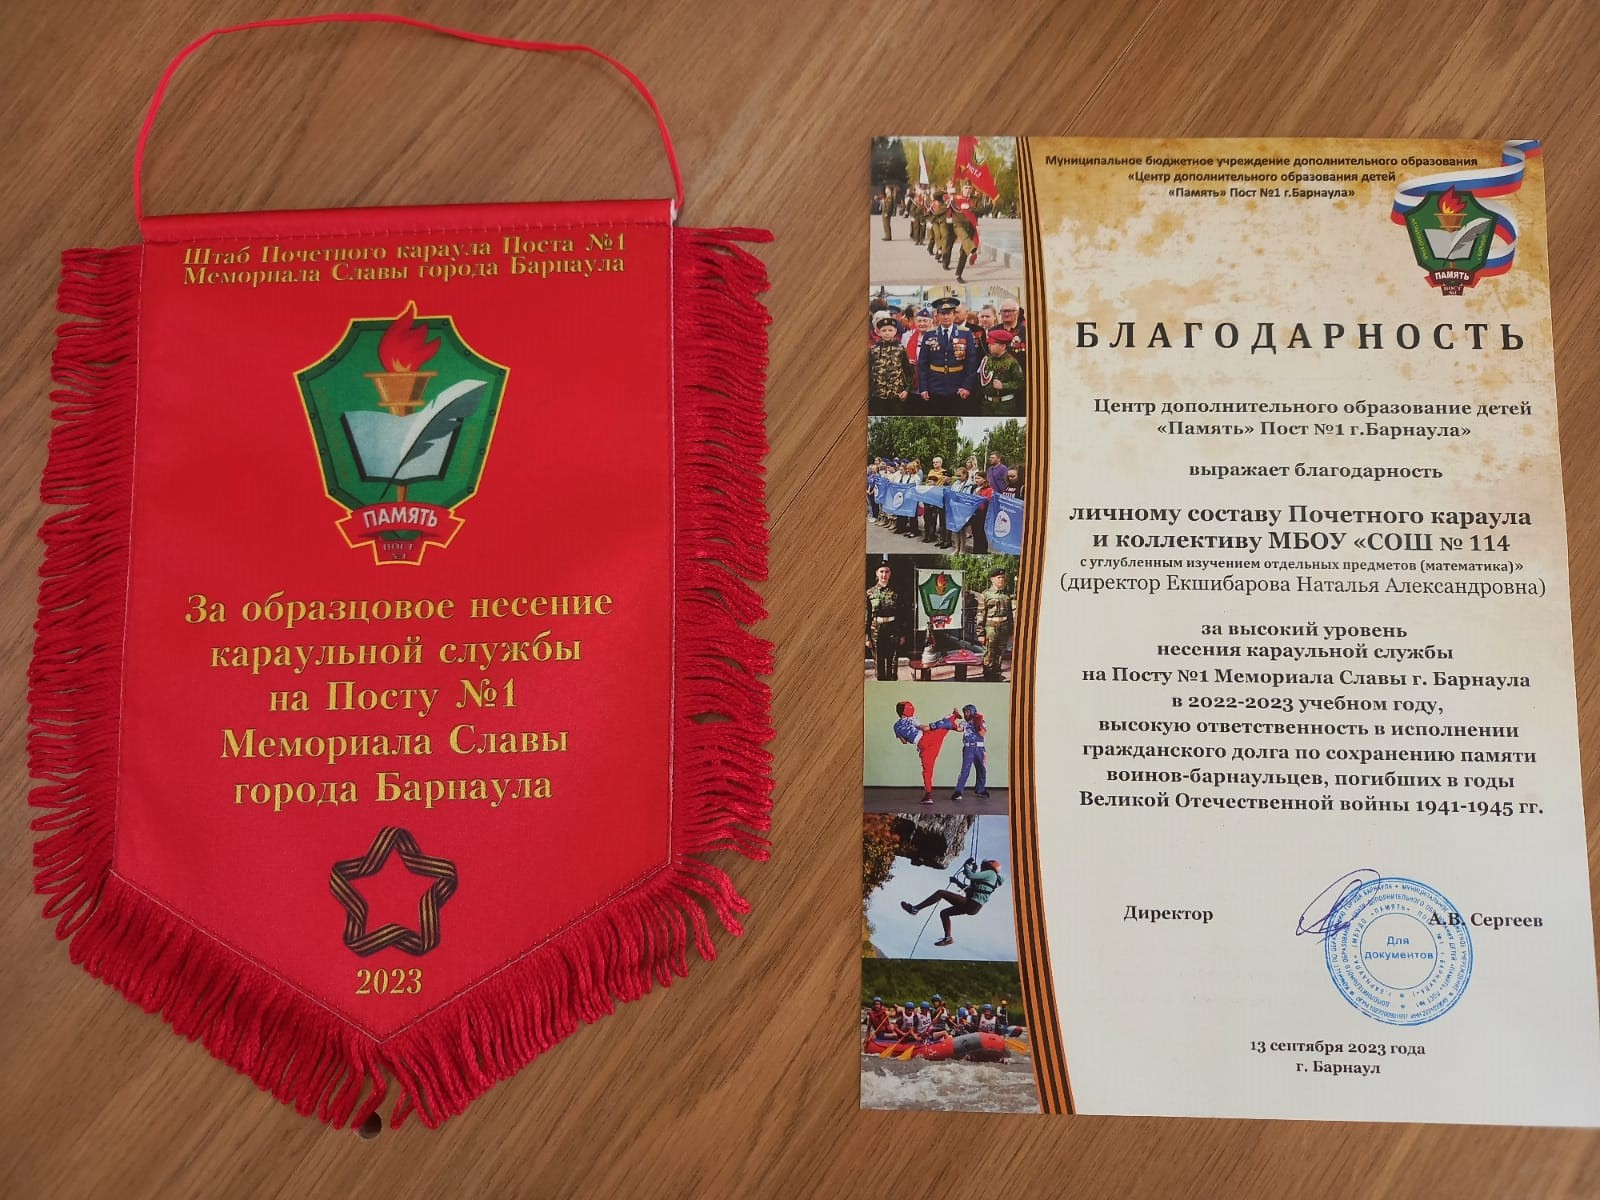 Штаб Почетного караула Поста №1
Мемориала Славы города Барнаула
ПАМЯТЬ
ПОСТ
№1
За образцовое несение
караульной службы
на Посту №1
Мемориала Славы
города Барнаула
2023
Муниципальное бюджетное учреждение дополнительного образования
«Центр дополнительного образования детей
«Память» Пост №1 г.Барнаула»
ПАМЯТЬ
ПОСТ
№1
БЛАГОДАРНОСТЬ
Центр дополнительного образование детей
«Память» Пост №1 г.Барнаула»
выражает благодарность
личному составу Почетного караула
и коллективу МБОУ «СОШ № 114
с углубленным изучением отдельных предметов (математика)»
(директор Екшибарова Наталья Александровна)
за высокий уровень
несения караульной службы
на Посту №1 Мемориала Славы г. Барнаула
в 2022-2023 учебном году,
высокую ответственность в исполнении
гражданского долга по сохранению памяти
воинов-барнаульцев, погибших в годы
Великой Отечественной войны 1941-1945 гг.
Директор А.В. Сергеев
Для
документов
13 сентября 2023 года
г. Барнаул